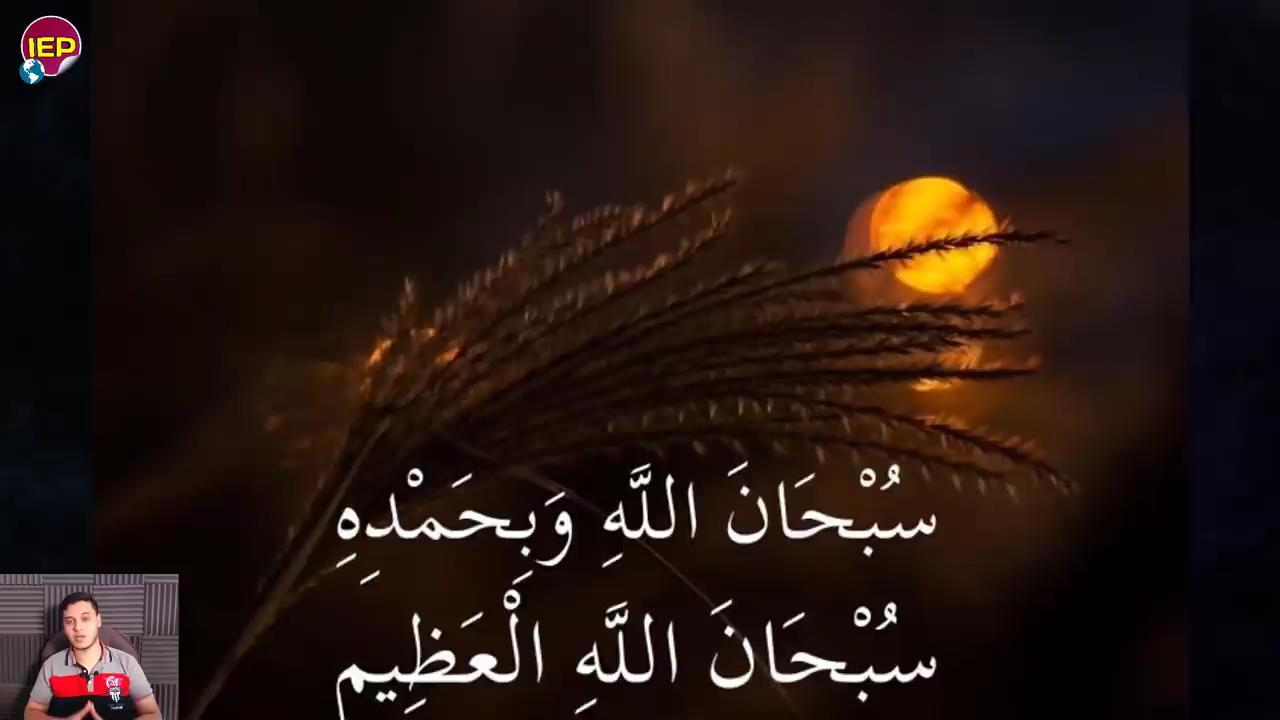 IEP
سُبْحَانَ اللَّهِ وَبِحَمْدِهِ
سُبْحَانَ اللَّهِ الْعَظِيمِ